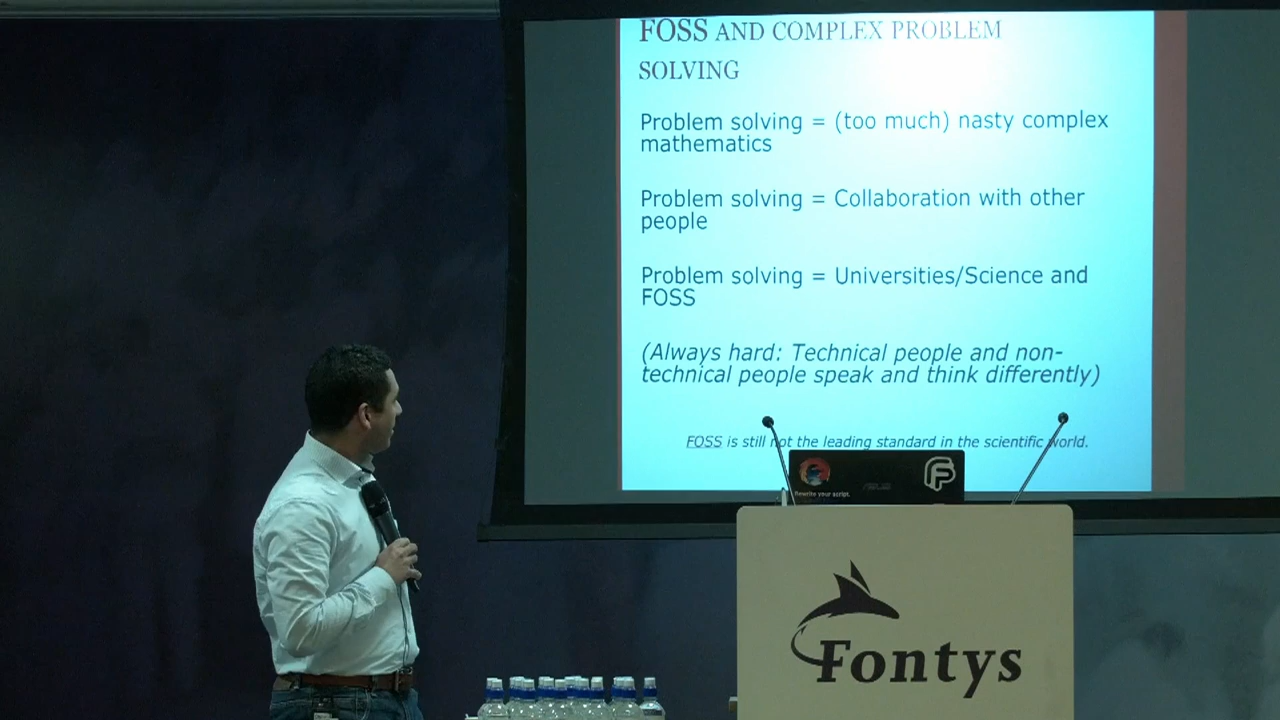 FOSS AND COMPLEX PROBLEM
SOLVING
Problem solving = (too much) nasty complex
mathematics
Problem solving = Collaboration with other
people
Problem solving = Universities/Science and
FOSS
(Always hard: Technical people and non-
technical people speak and think differently)
FOSS is still not the leading standard in the scientific world.
ASUS
Rewrite your script.
Fontys